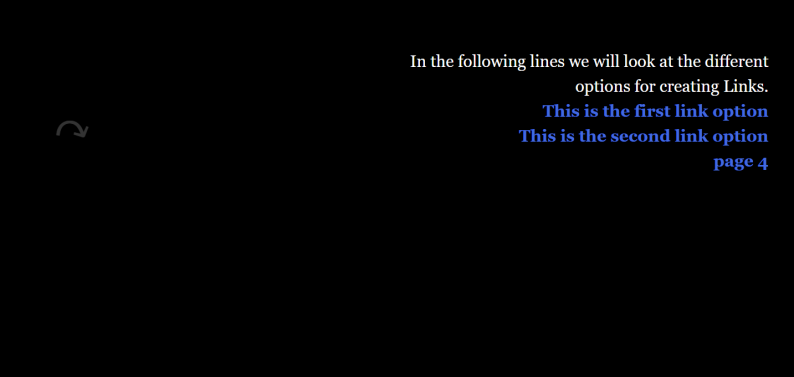 In the following lines we will look at the different
options for creating Links.
This is the first link option
This is the second link option
page 4